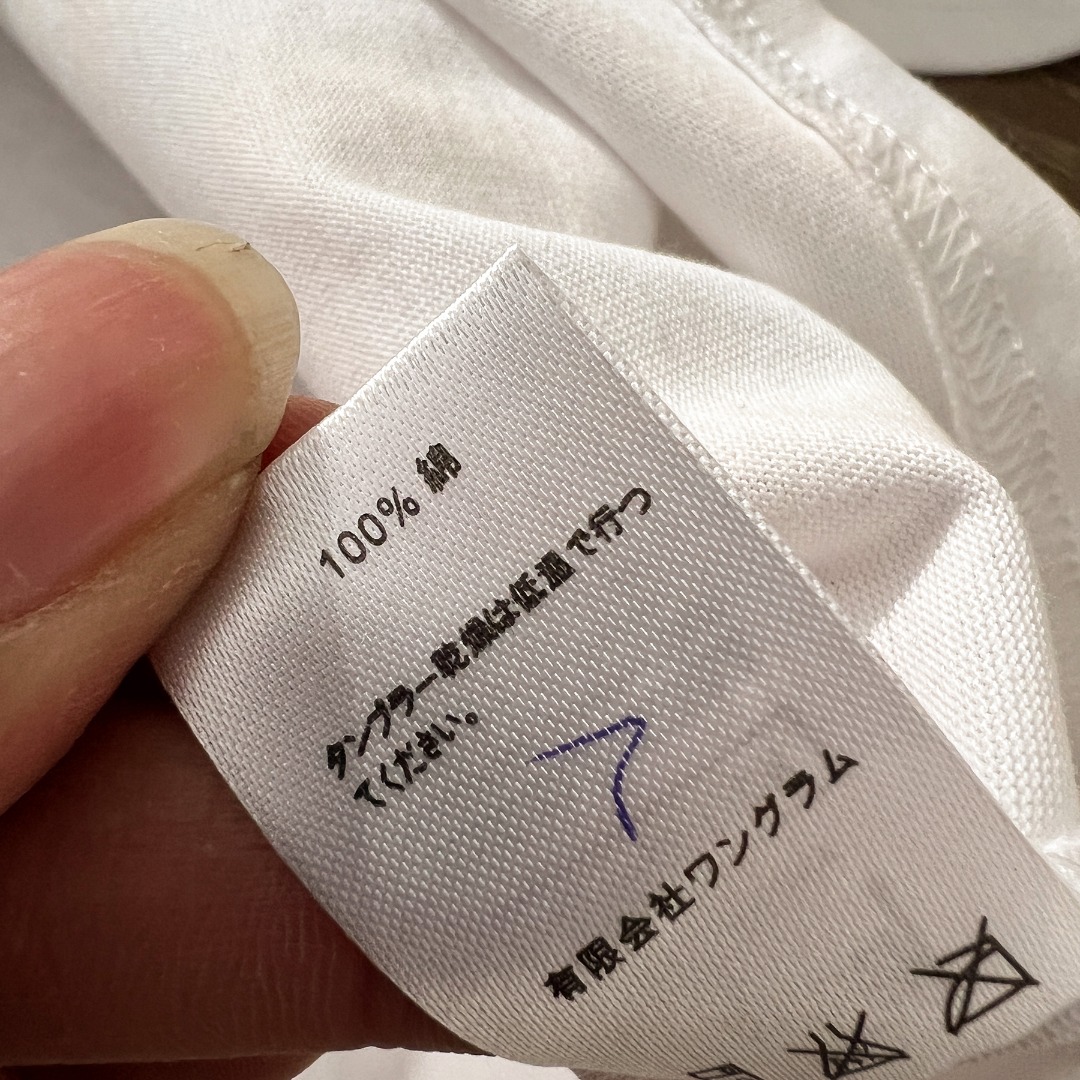 100% 綿
タンブラー乾燥は低温で行っ
てください。
7
有限会社ワングラム